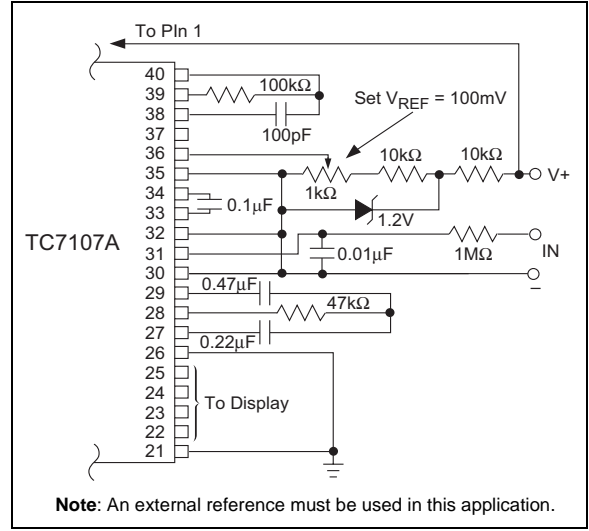 To PIn 1
40
39
38
37
36
35
34
33
32
31
30
29
28
27
26
25
24
23
22
21
TC7107A
100kΩ
100pF
Set VREF = 100mV
10kΩ
10kΩ
V+
1kΩ
1.2V
0.1μF
0.01μF
1MΩ
IN
–
0.47μF
47kΩ
0.22μF
To Display
Note: An external reference must be used in this application.